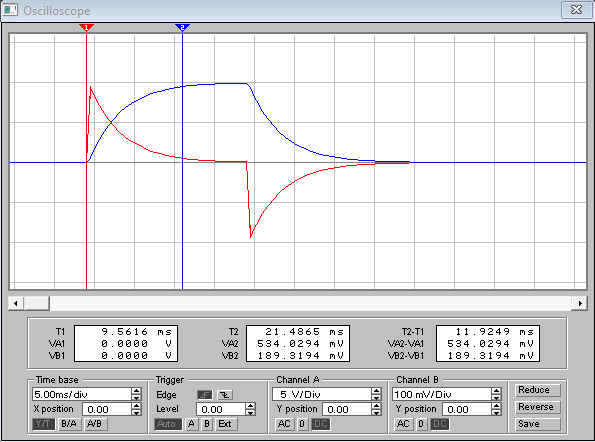 Oscilloscope
1 2
T1 9.5616 ms T2 21.4865 ms T2-T1 11.9249 ms
VA1 0.0000 V VA2 534.0294 mV VA2-VA1 534.0294 mV
VB1 0.0000 V VB2 189.3194 mV VB2-VB1 189.3194 mV
Time base Trigger Channel A Channel B
5.00ms/div Edge 5 V/Div 100 mV/Div Reduce
X position 0.00 Level 0.00 Y position 0.00 Y position 0.00 Reverse
Y/T B/A A/B Auto A B Ext AC 0 DC AC 0 DC Save